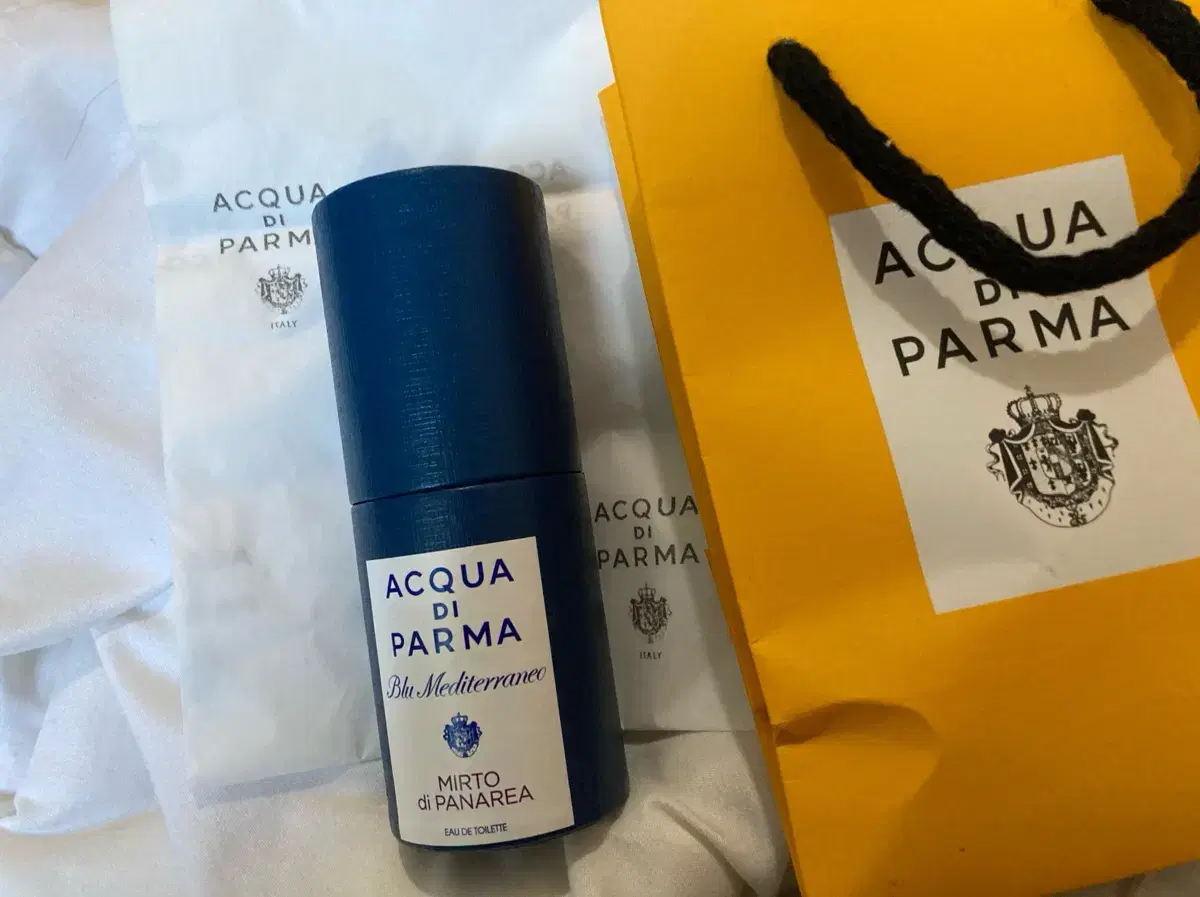 ACQUA
DI
PARMA
ITALY
ACQUA
DI
PARMA
ITALY
ACQUA
DI
PARMA
Blu Mediterraneo
MIRTO
di PANAREA
EAU DE TOILETTE
ACQUA
DI
PARMA